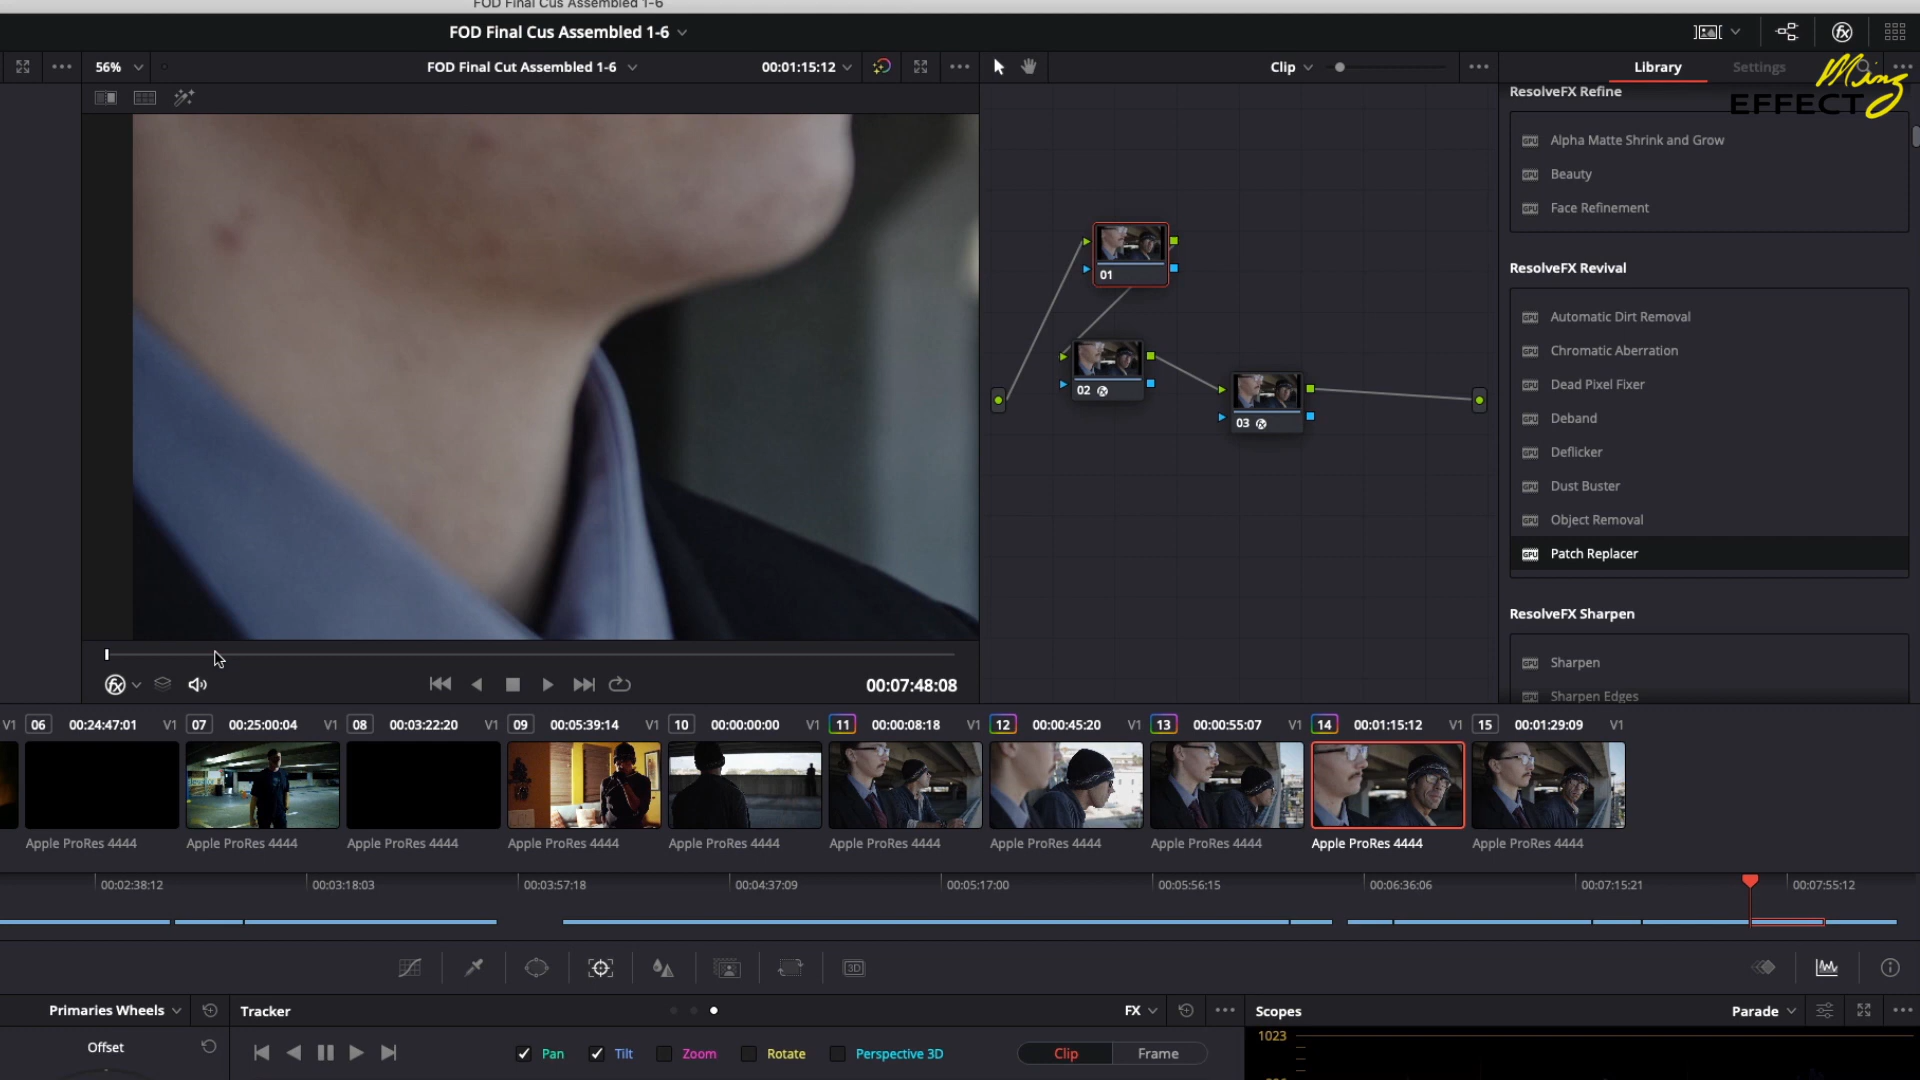 FOD Final Cus Assembled 1-6
FOD Final Cus Assembled 1-6
56%
FOD Final Cut Assembled 1-6
00:01:15:12
Clip
Library
Settings
Ming
EFFECT
ResolveFX Refine
Alpha Matte Shrink and Grow
Beauty
Face Refinement
ResolveFX Revival
Automatic Dirt Removal
Chromatic Aberration
Dead Pixel Fixer
Deband
Deflicker
Dust Buster
Object Removal
Patch Replacer
ResolveFX Sharpen
Sharpen
Sharpen Edges
01
02
03
00:07:48:08
V1 06 00:24:47:01 V1 07 00:25:00:04 V1 08 00:03:22:20 V1 09 00:05:39:14 V1 10 00:00:00:00 V1 11 00:00:08:18 V1 12 00:00:45:20 V1 13 00:00:55:07 V1 14 00:01:15:12 V1 15 00:01:29:09 V1
Apple ProRes 4444 Apple ProRes 4444 Apple ProRes 4444 Apple ProRes 4444 Apple ProRes 4444 Apple ProRes 4444 Apple ProRes 4444 Apple ProRes 4444 Apple ProRes 4444 Apple ProRes 4444
00:02:38:12 00:03:18:03 00:03:57:18 00:04:37:09 00:05:17:00 00:05:56:15 00:06:36:06 00:07:15:21 00:07:55:12
3D
Primaries Wheels
Tracker
FX
Scopes
Parade
Offset
Pan Tilt Zoom Rotate Perspective 3D
Clip Frame
1023